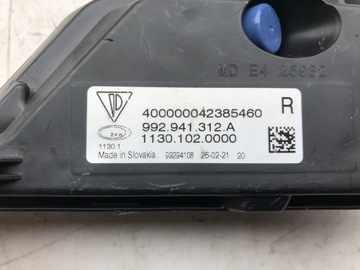 MD E4 25932
400000042385460 R
992.941.312.A
1130.102.0000
1130.1
Made in Slovakia 99294108 26-02-21 20